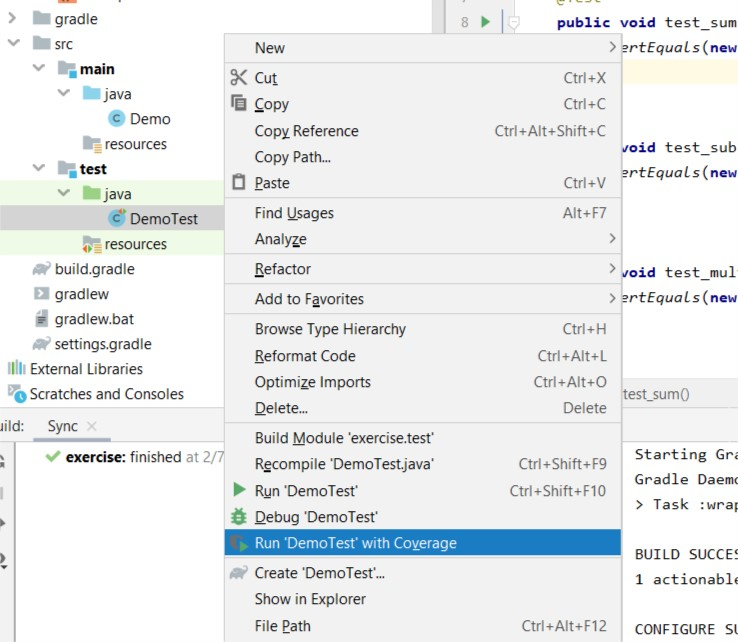 gradle
src
main
java
Demo
resources
test
java
DemoTest
resources
build.gradle
gradlew
gradlew.bat
settings.gradle
External Libraries
Scratches and Consoles
Sync
exercise: finished at 2/7
New
Cut Ctrl+X
Copy Ctrl+C
Copy Reference Ctrl+Alt+Shift+C
Copy Path...
Paste Ctrl+V
Find Usages Alt+F7
Analyze
Refactor
Add to Favorites
Browse Type Hierarchy Ctrl+H
Reformat Code Ctrl+Alt+L
Optimize Imports Ctrl+Alt+O
Delete... Delete
Build Module 'exercise.test'
Recompile 'DemoTest.java' Ctrl+Shift+F9
Run 'DemoTest' Ctrl+Shift+F10
Debug 'DemoTest'
Run 'DemoTest' with Coverage
Create 'DemoTest'...
Show in Explorer
File Path Ctrl+Alt+F12
8 public void test_sum
ertEquals(new
void test_sub
ertEquals(new
void test_mul
ertEquals(new
test_sum()
Starting Gra
Gradle Daemo
> Task :wrap
BUILD SUCCES
1 actionable
CONFIGURE SU